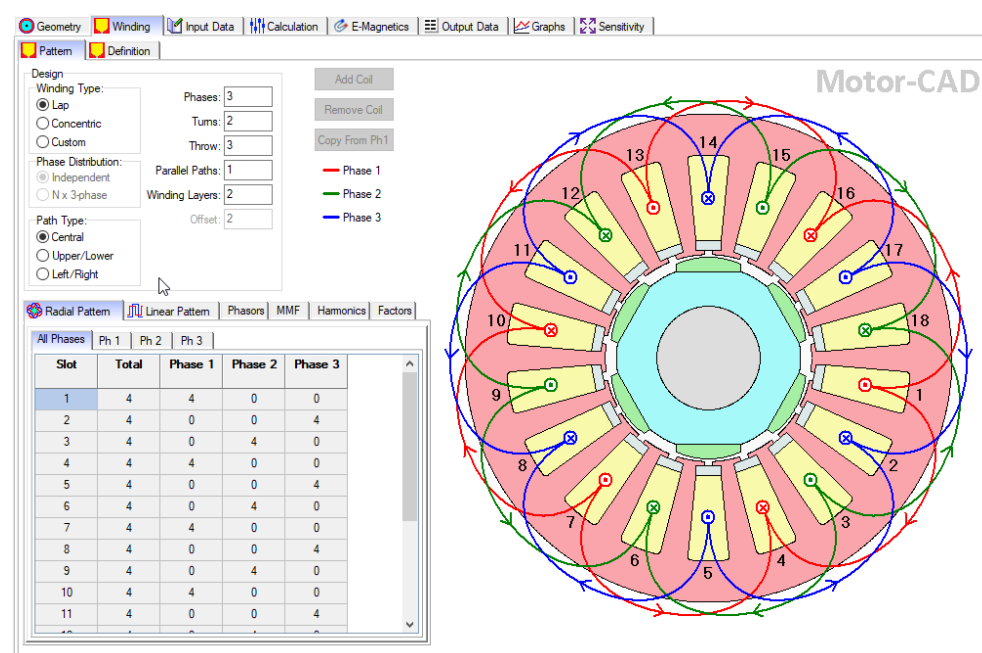 Geometry Winding Input Data Calculation E-Magnetics Output Data Graphs Sensitivity
Pattern Definition
Design
Winding Type:
Lap
Concentric
Custom
Phase Distribution:
Independent
N x 3-phase
Path Type:
Central
Upper/Lower
Left/Right
Phases: 3
Turns: 2
Throw: 3
Parallel Paths: 1
Winding Layers: 2
Offset: 2
Add Coil
Remove Coil
Copy From Ph1
Phase 1
Phase 2
Phase 3
Motor-CAD
Radial Pattern Linear Pattern Phasors MMF Harmonics Factors
All Phases Ph 1 Ph 2 Ph 3
Slot Total Phase 1 Phase 2 Phase 3
1 4 4 0 0
2 4 0 0 4
3 4 0 4 0
4 4 4 0 0
5 4 0 0 4
6 4 0 4 0
7 4 4 0 0
8 4 0 0 4
9 4 0 4 0
10 4 4 0 0
11 4 0 0 4
14
13
15
12
16
11
17
10
18
9
1
8
2
7
3
6
4
5